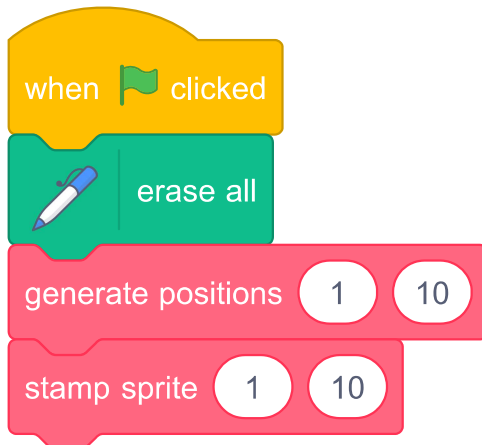 when clicked
erase all
generate positions 1 10
stamp sprite 1 10